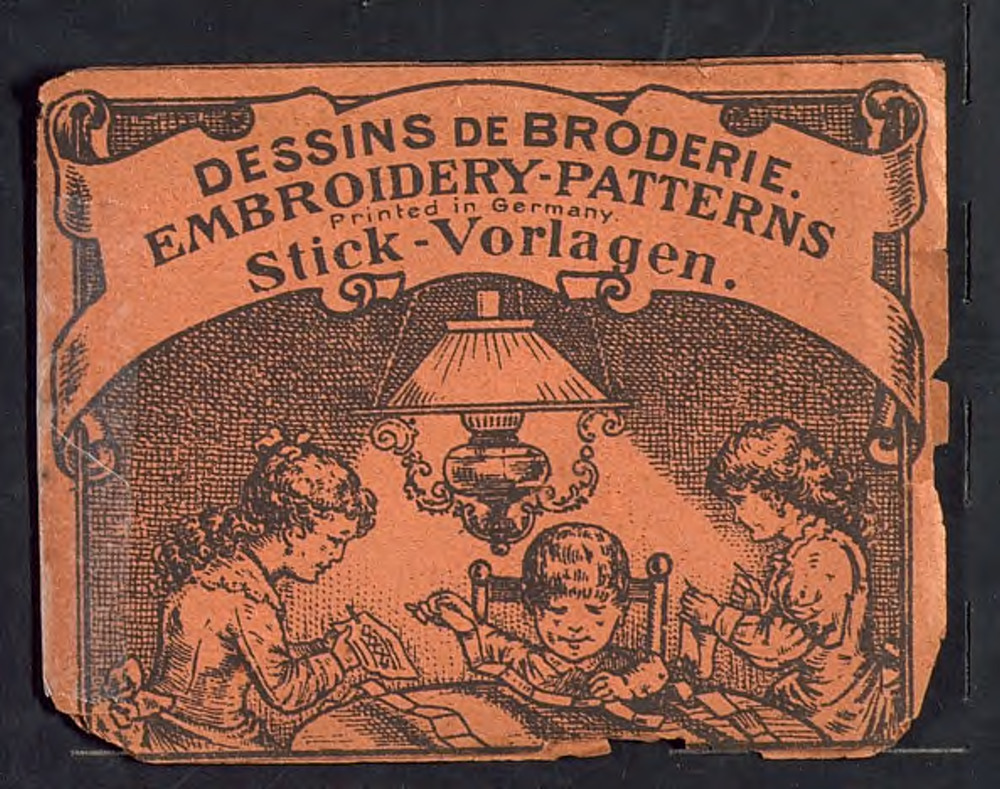 DESSINS DE BRODERIE.
EMBROIDERY-PATTERNS
Printed in Germany.
Stick-Vorlagen.